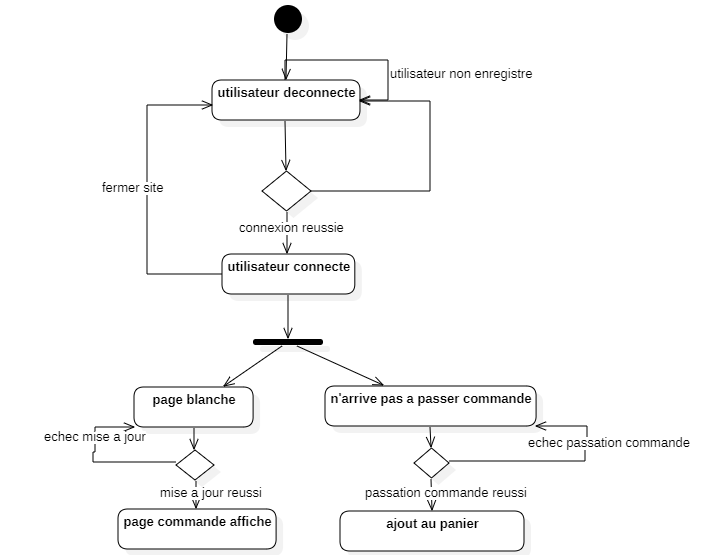 utilisateur non enregistre
utilisateur deconnecte
fermer site
connexion reussie
utilisateur connecte
page blanche
n'arrive pas a passer commande
echec mise a jour
echec passation commande
mise a jour reussi
passation commande reussi
page commande affiche
ajout au panier